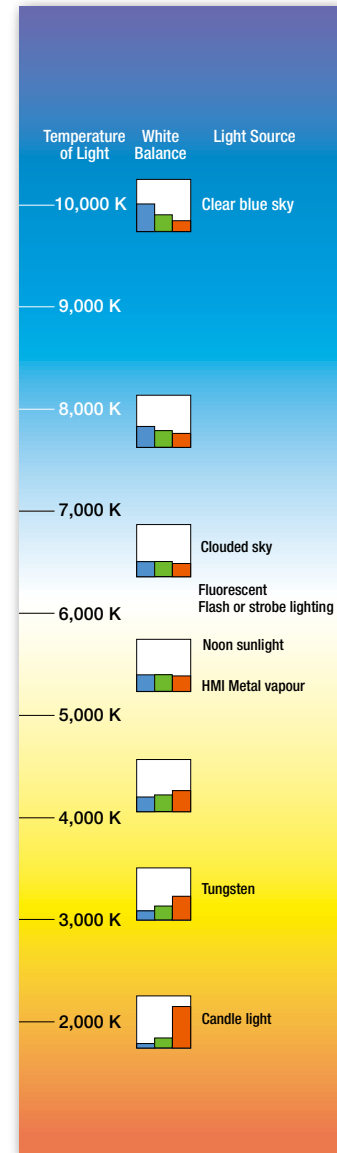 Temperature of Light
White Balance
Light Source
10,000 K
Clear blue sky
9,000 K
8,000 K
7,000 K
Clouded sky
Fluorescent
Flash or strobe lighting
6,000 K
Noon sunlight
HMI Metal vapour
5,000 K
4,000 K
Tungsten
3,000 K
2,000 K
Candle light